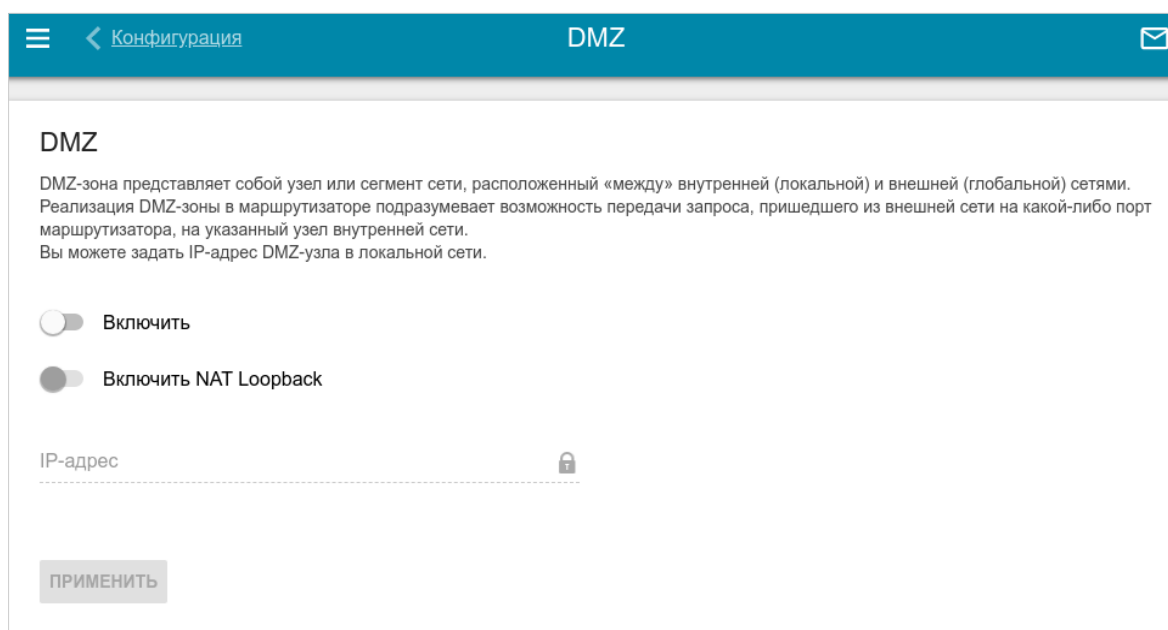 Конфигурация
DMZ
DMZ
DMZ-зона представляет собой узел или сегмент сети, расположенный «между» внутренней (локальной) и внешней (глобальной) сетями.
Реализация DMZ-зоны в маршрутизаторе подразумевает возможность передачи запроса, пришедшего из внешней сети на какой-либо порт
маршрутизатора, на указанный узел внутренней сети.
Вы можете задать IP-адрес DMZ-узла в локальной сети.
Включить
Включить NAT Loopback
IP-адрес
ПРИМЕНИТЬ